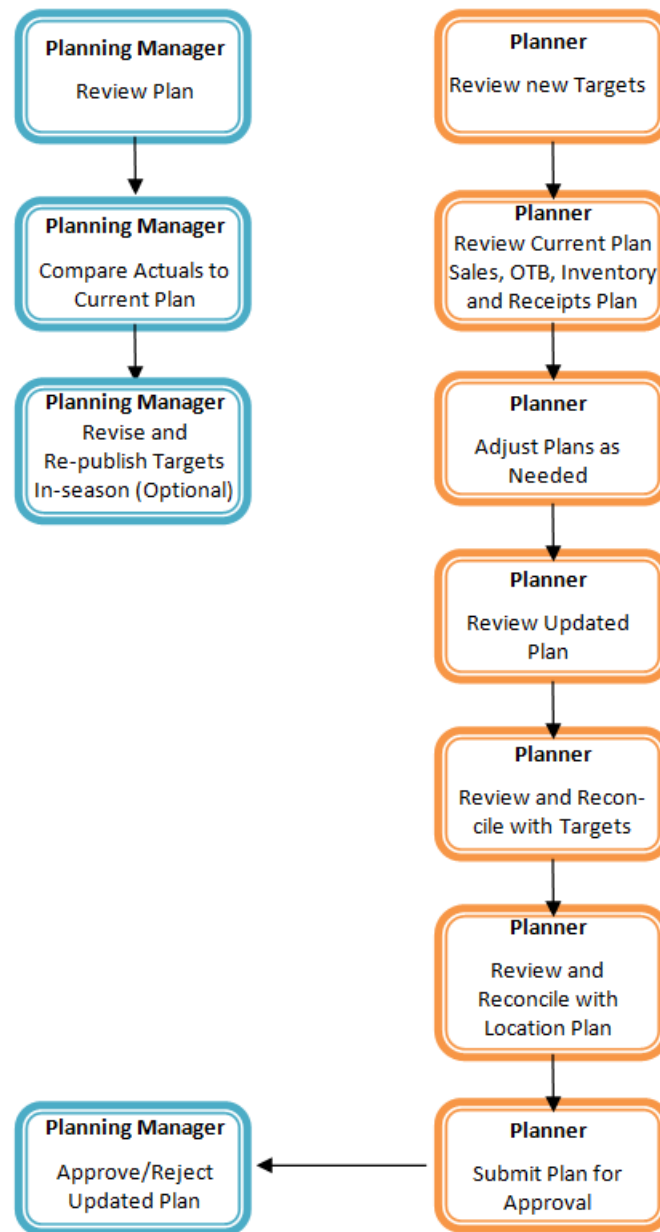 Planning Manager
Review Plan
Planning Manager
Compare Actuals to
Current Plan
Planning Manager
Revise and
Re-publish Targets
In-season (Optional)
Planner
Review new Targets
Planner
Review Current Plan
Sales, OTB, Inventory
and Receipts Plan
Planner
Adjust Plans as
Needed
Planner
Review Updated
Plan
Planner
Review and Recon-
cile with Targets
Planner
Review and
Reconcile with
Location Plan
Planner
Submit Plan for
Approval
Planning Manager
Approve/Reject
Updated Plan